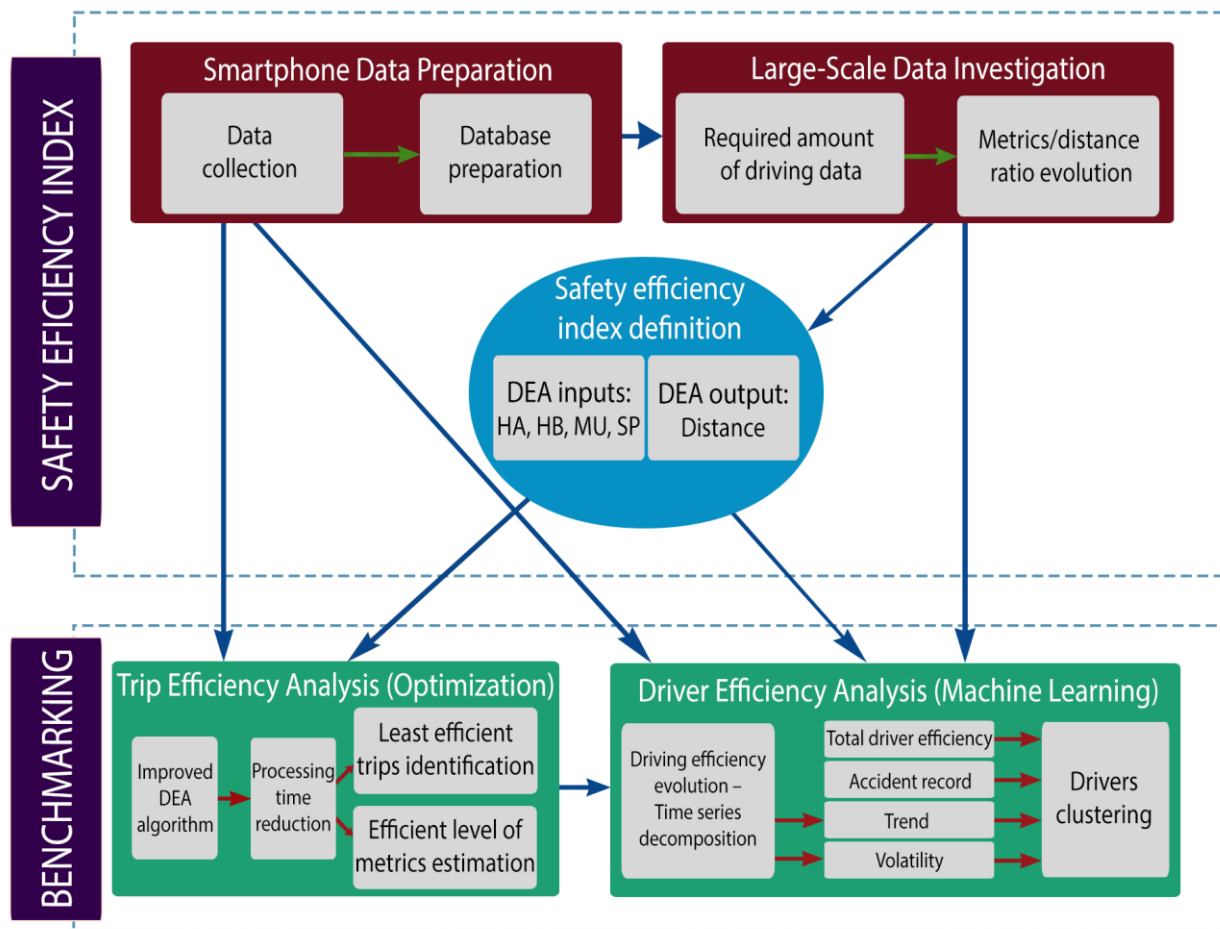 SAFETY EFICIENCY INDEX
Smartphone Data Preparation
Data
collection
Database
preparation
Large-Scale Data Investigation
Required amount
of driving data
Metrics/distance
ratio evolution
Safety efficiency
index definition
DEA inputs:
HA, HB, MU, SP
DEA output:
Distance
BENCHMARKING
Trip Efficiency Analysis (Optimization)
Improved
DEA
algorithm
Processing
time
reduction
Least efficient
trips identification
Efficient level of
metrics estimation
Driver Efficiency Analysis (Machine Learning)
Driving efficiency
evolution –
Time series
decomposition
Total driver efficiency
Accident record
Trend
Volatility
Drivers
clustering